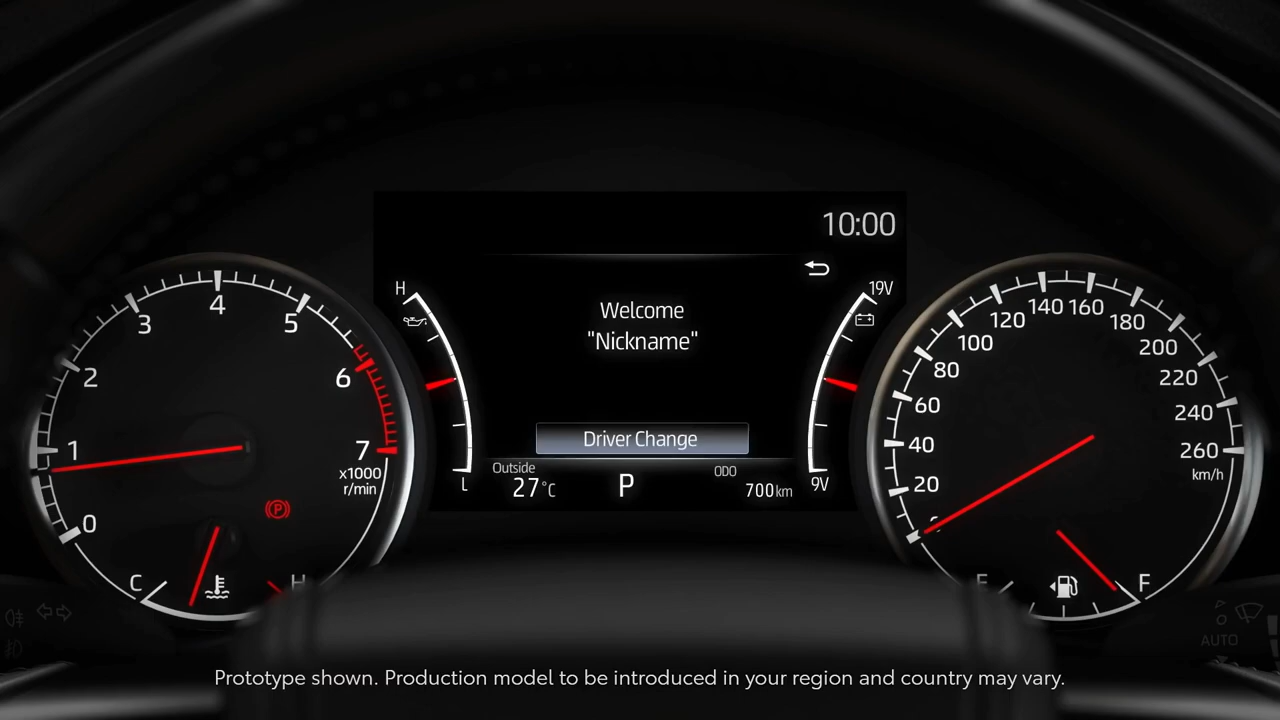 10:00
H
19V
Welcome
"Nickname"
Driver Change
L
9V
Outside
27°C
P
ODO
700km
0
1
2
3
4
5
6
7
x1000
r/min
(P)
C
H
20
40
60
80
100
120
140
160
180
200
220
240
260
km/h
F
AUTO
Prototype shown. Production model to be introduced in your region and country may vary.